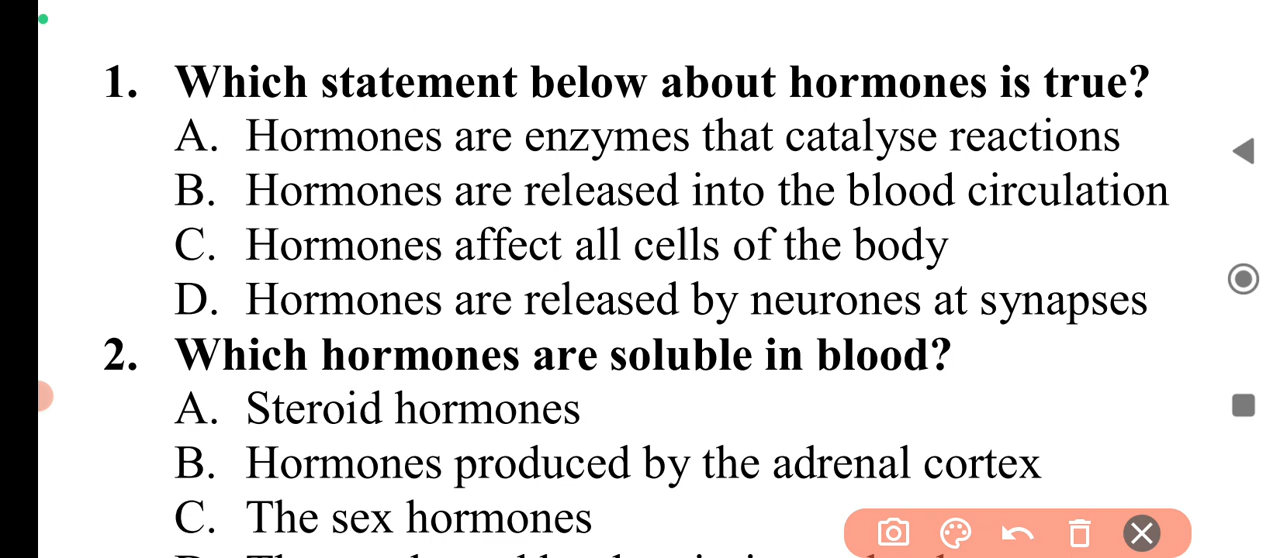 1. Which statement below about hormones is true?
A. Hormones are enzymes that catalyse reactions
B. Hormones are released into the blood circulation
C. Hormones affect all cells of the body
D. Hormones are released by neurones at synapses
2. Which hormones are soluble in blood?
A. Steroid hormones
B. Hormones produced by the adrenal cortex
C. The sex hormones